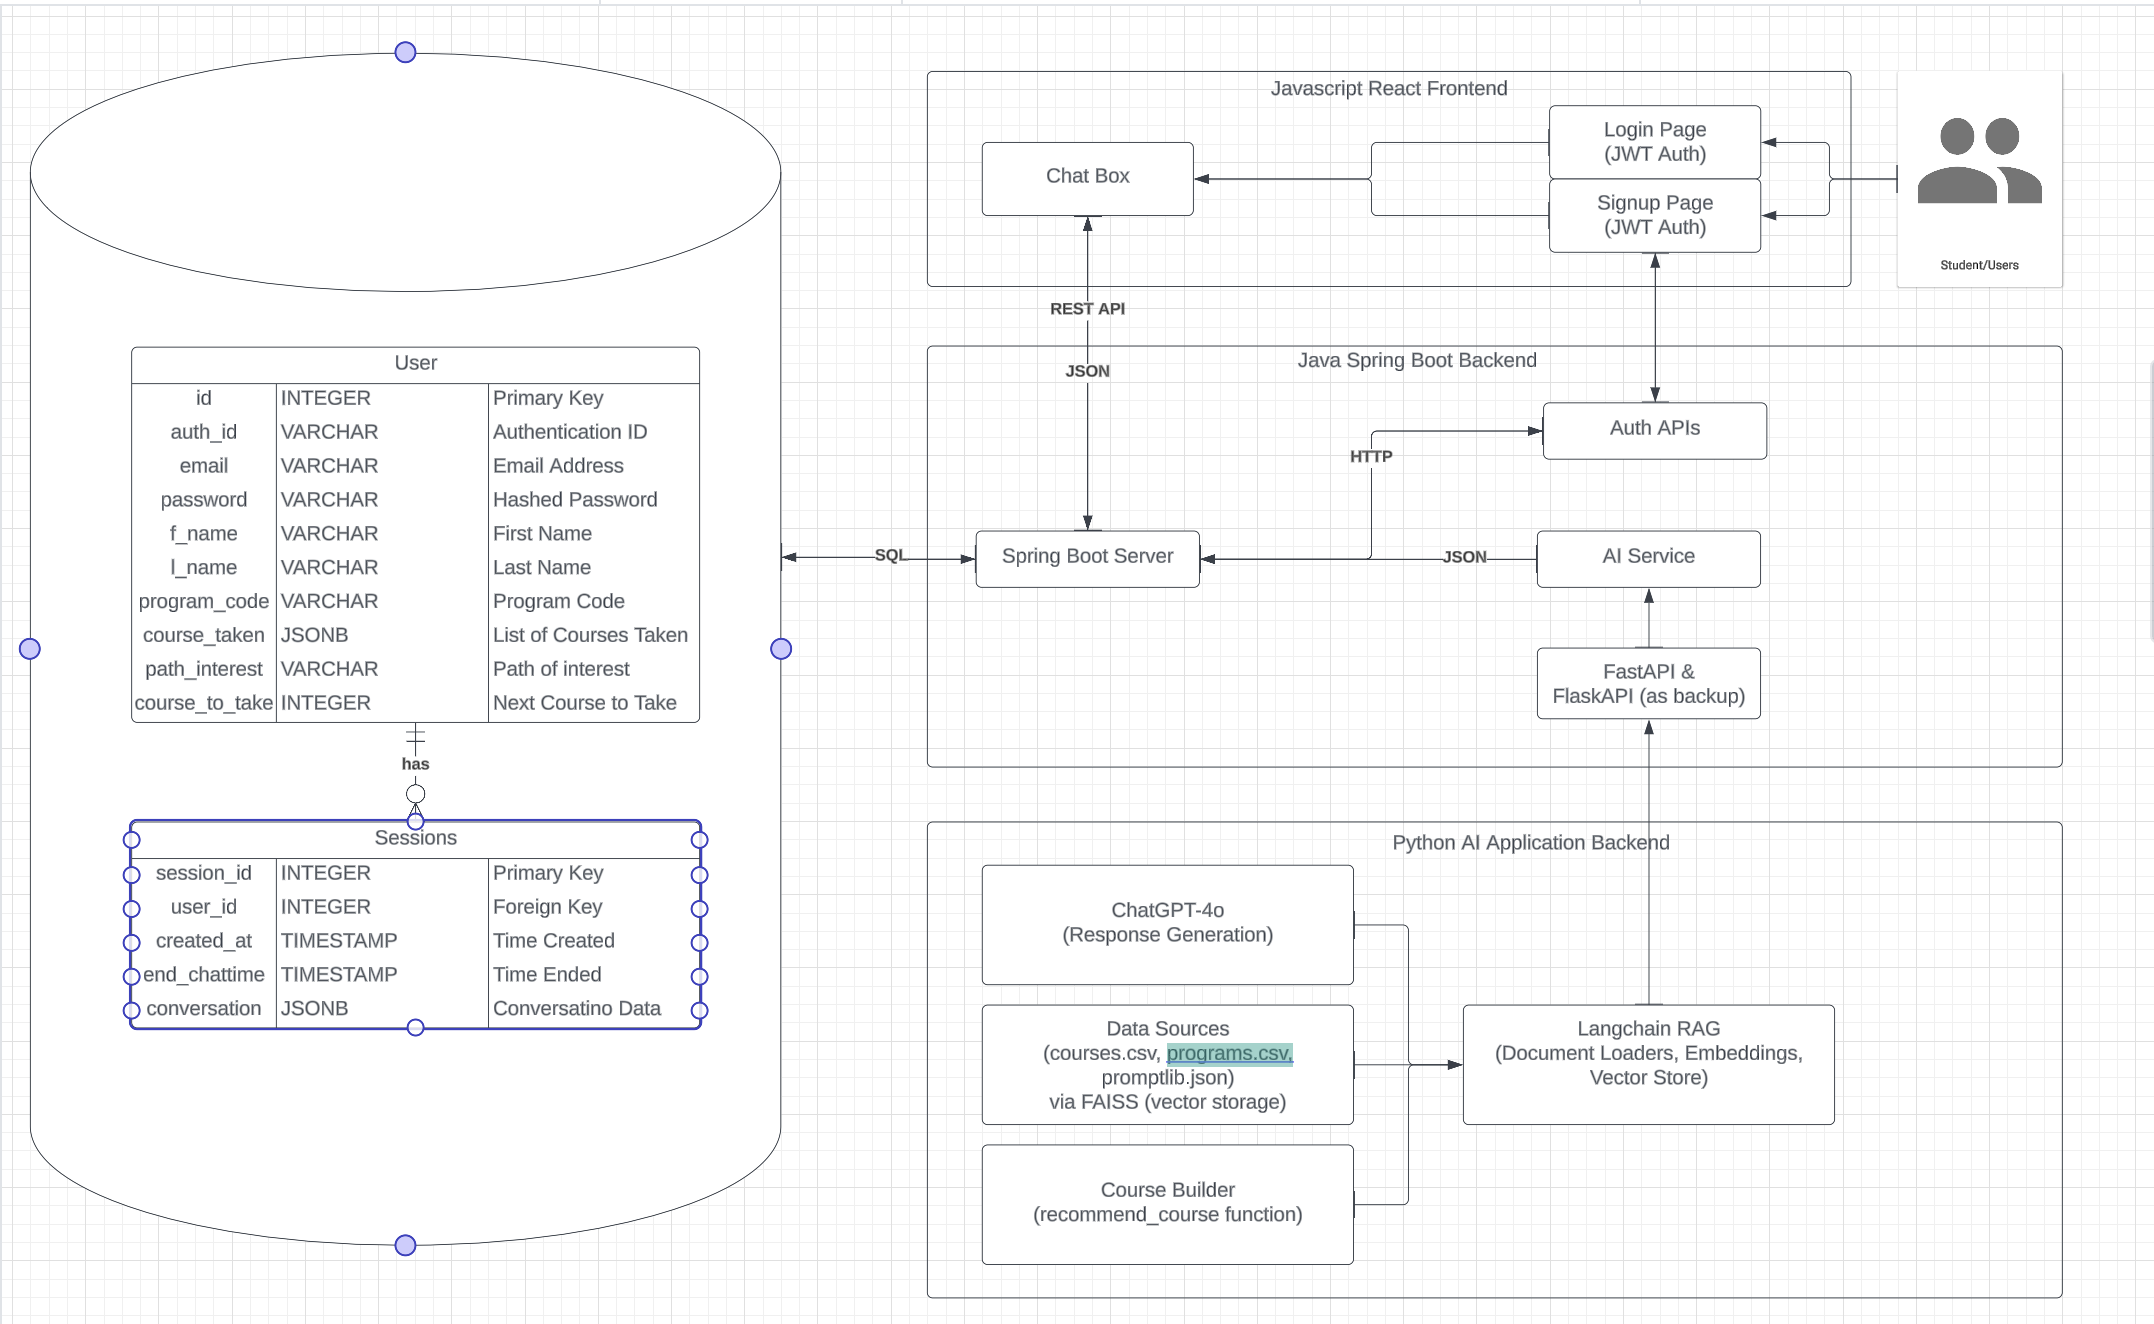 User
id INTEGER Primary Key
auth_id VARCHAR Authentication ID
email VARCHAR Email Address
password VARCHAR Hashed Password
f_name VARCHAR First Name
l_name VARCHAR Last Name
program_code VARCHAR Program Code
course_taken JSONB List of Courses Taken
path_interest VARCHAR Path of interest
course_to_take INTEGER Next Course to Take
has
Sessions
session_id INTEGER Primary Key
user_id INTEGER Foreign Key
created_at TIMESTAMP Time Created
end_chattime TIMESTAMP Time Ended
conversation JSONB Conversatino Data
SQL
Javascript React Frontend
Chat Box
Login Page
(JWT Auth)
Signup Page
(JWT Auth)
Student/Users
REST API
JSON
Java Spring Boot Backend
Auth APIs
HTTP
Spring Boot Server
JSON
AI Service
FastAPI &
FlaskAPI (as backup)
Python AI Application Backend
ChatGPT-4o
(Response Generation)
Data Sources
(courses.csv, programs.csv,
promptlib.json)
via FAISS (vector storage)
Course Builder
(recommend_course function)
Langchain RAG
(Document Loaders, Embeddings,
Vector Store)